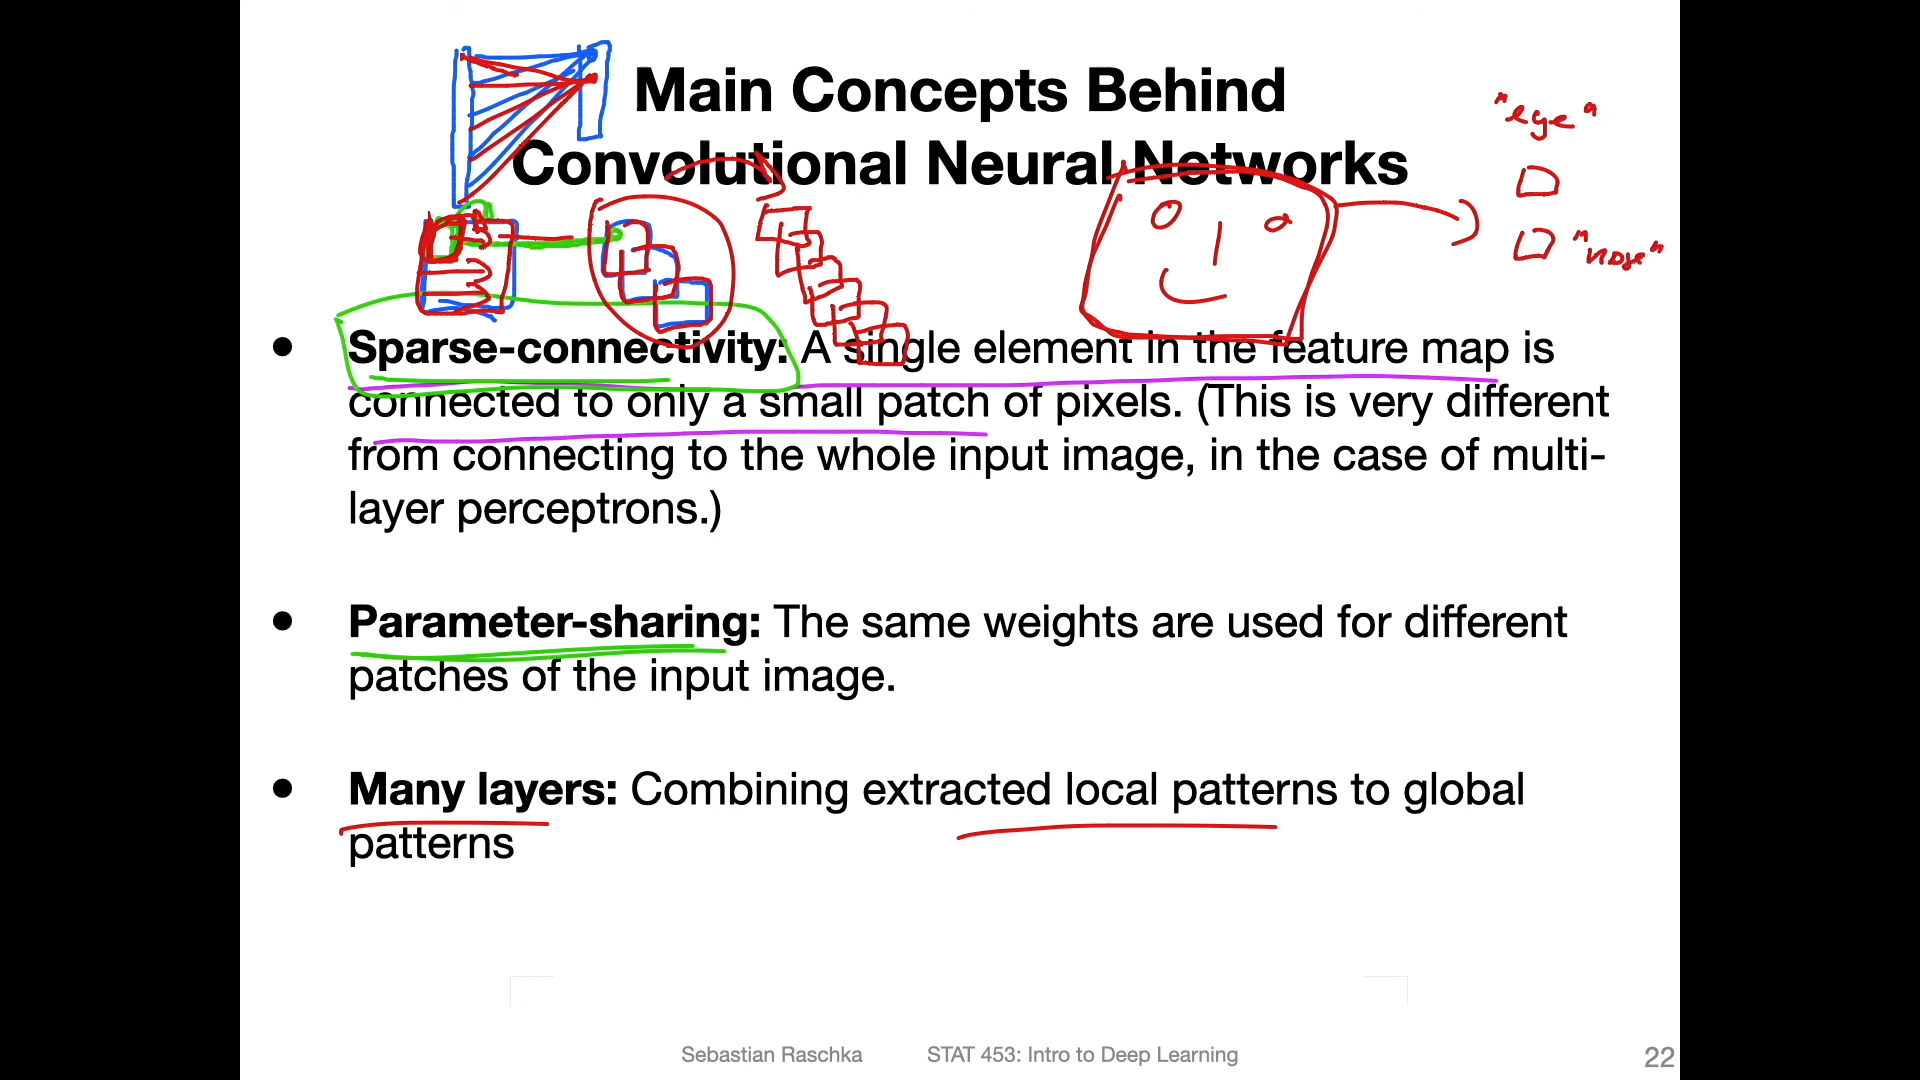 Main Concepts Behind
Convolutional Neural Networks
"eye"
"nose"
• Sparse-connectivity: A single element in the feature map is
connected to only a small patch of pixels. (This is very different
from connecting to the whole input image, in the case of multi-
layer perceptrons.)
• Parameter-sharing: The same weights are used for different
patches of the input image.
• Many layers: Combining extracted local patterns to global
patterns
Sebastian Raschka STAT 453: Intro to Deep Learning 22